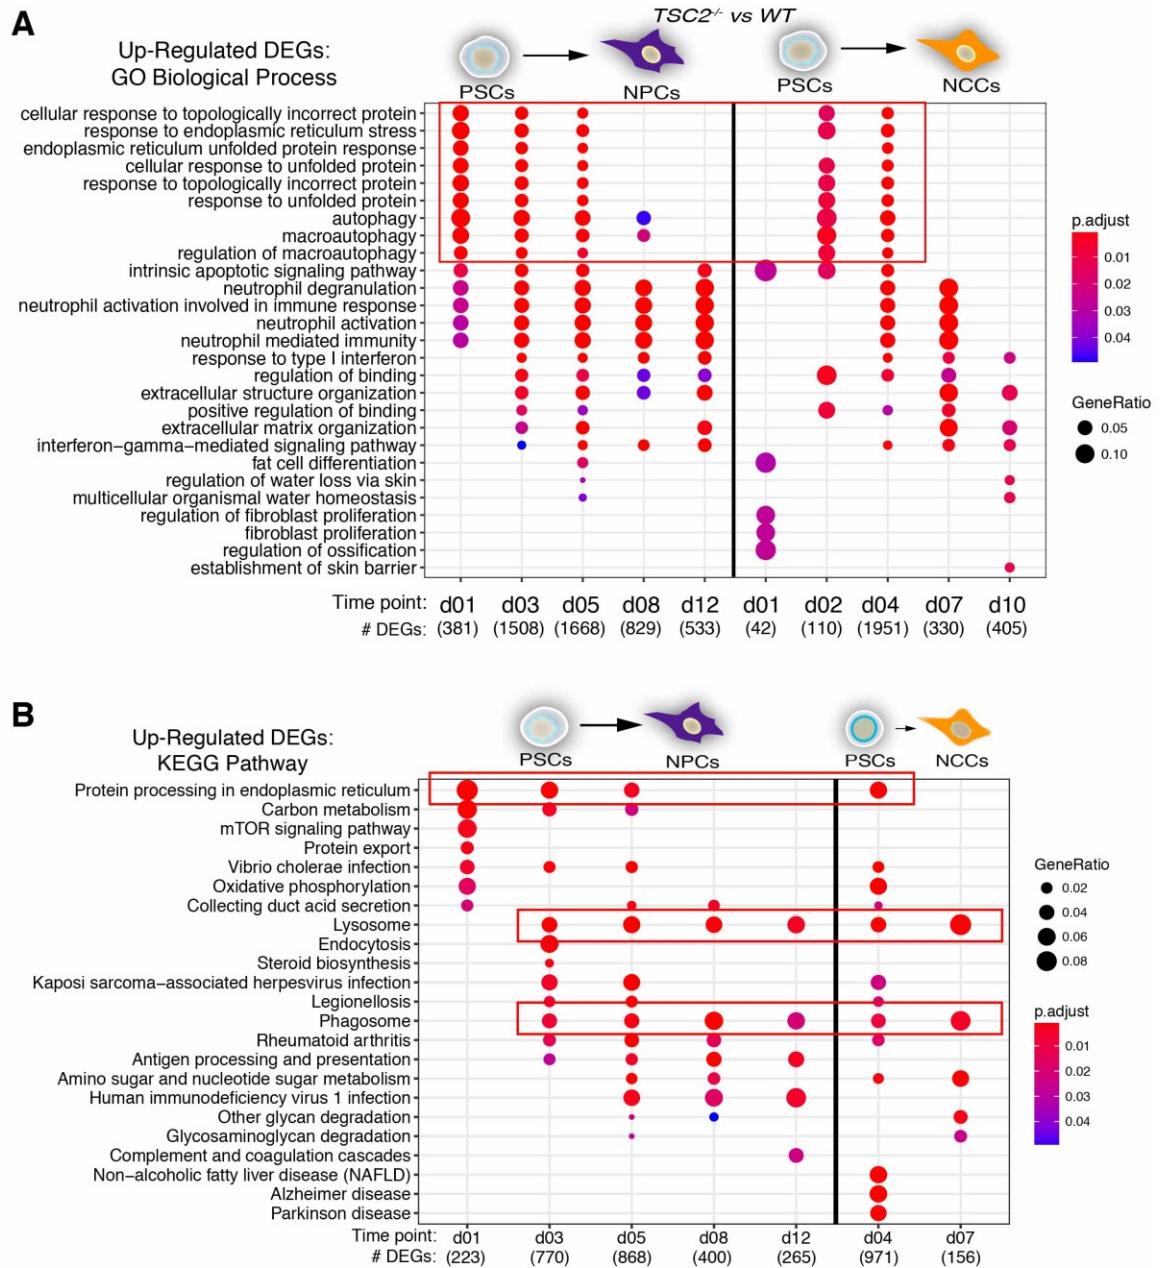 A
TSC2-/- vs WT
Up-Regulated DEGs:
GO Biological Process
PSCs
NPCs
PSCs
NCCs
cellular response to topologically incorrect protein
response to endoplasmic reticulum stress
endoplasmic reticulum unfolded protein response
cellular response to unfolded protein
response to topologically incorrect protein
response to unfolded protein
autophagy
macroautophagy
regulation of macroautophagy
intrinsic apoptotic signaling pathway
neutrophil degranulation
neutrophil activation involved in immune response
neutrophil activation
neutrophil mediated immunity
response to type I interferon
regulation of binding
extracellular structure organization
positive regulation of binding
extracellular matrix organization
interferon−gamma−mediated signaling pathway
fat cell differentiation
regulation of water loss via skin
multicellular organismal water homeostasis
regulation of fibroblast proliferation
fibroblast proliferation
regulation of ossification
establishment of skin barrier
p.adjust
0.01
0.02
0.03
0.04
GeneRatio
0.05
0.10
Time point: d01 d03 d05 d08 d12 d01 d02 d04 d07 d10
# DEGs: (381) (1508) (1668) (829) (533) (42) (110) (1951) (330) (405)
B
Up-Regulated DEGs:
KEGG Pathway
PSCs
NPCs
PSCs
NCCs
Protein processing in endoplasmic reticulum
Carbon metabolism
mTOR signaling pathway
Protein export
Vibrio cholerae infection
Oxidative phosphorylation
Collecting duct acid secretion
Lysosome
Endocytosis
Steroid biosynthesis
Kaposi sarcoma−associated herpesvirus infection
Legionellosis
Phagosome
Rheumatoid arthritis
Antigen processing and presentation
Amino sugar and nucleotide sugar metabolism
Human immunodeficiency virus 1 infection
Other glycan degradation
Glycosaminoglycan degradation
Complement and coagulation cascades
Non−alcoholic fatty liver disease (NAFLD)
Alzheimer disease
Parkinson disease
GeneRatio
0.02
0.04
0.06
0.08
p.adjust
0.01
0.02
0.03
0.04
Time point: d01 d03 d05 d08 d12 d04 d07
# DEGs: (223) (770) (868) (400) (265) (971) (156)